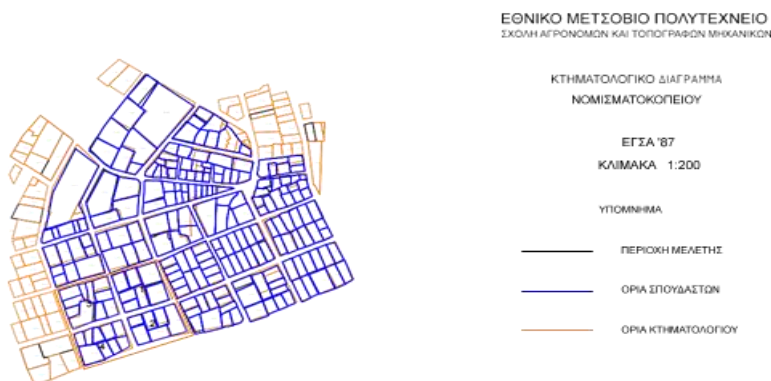 ΕΘΝΙΚΟ ΜΕΤΣΟΒΙΟ ΠΟΛΥΤΕΧΝΕΙΟ
ΣΧΟΛΗ ΑΓΡΟΝΟΜΩΝ ΚΑΙ ΤΟΠΟΓΡΑΦΩΝ ΜΗΧΑΝΙΚΩΝ
ΚΤΗΜΑΤΟΛΟΓΙΚΟ ΔΙΑΓΡΑΜΜΑ
ΝΟΜΙΣΜΑΤΟΚΟΠΕΙΟΥ
ΕΓΣΑ '87
ΚΛΙΜΑΚΑ 1:200
ΥΠΟΜΝΗΜΑ
ΠΕΡΙΟΧΗ ΜΕΛΕΤΗΣ
ΟΡΙΑ ΣΠΟΥΔΑΣΤΩΝ
ΟΡΙΑ ΚΤΗΜΑΤΟΛΟΓΙΟΥ